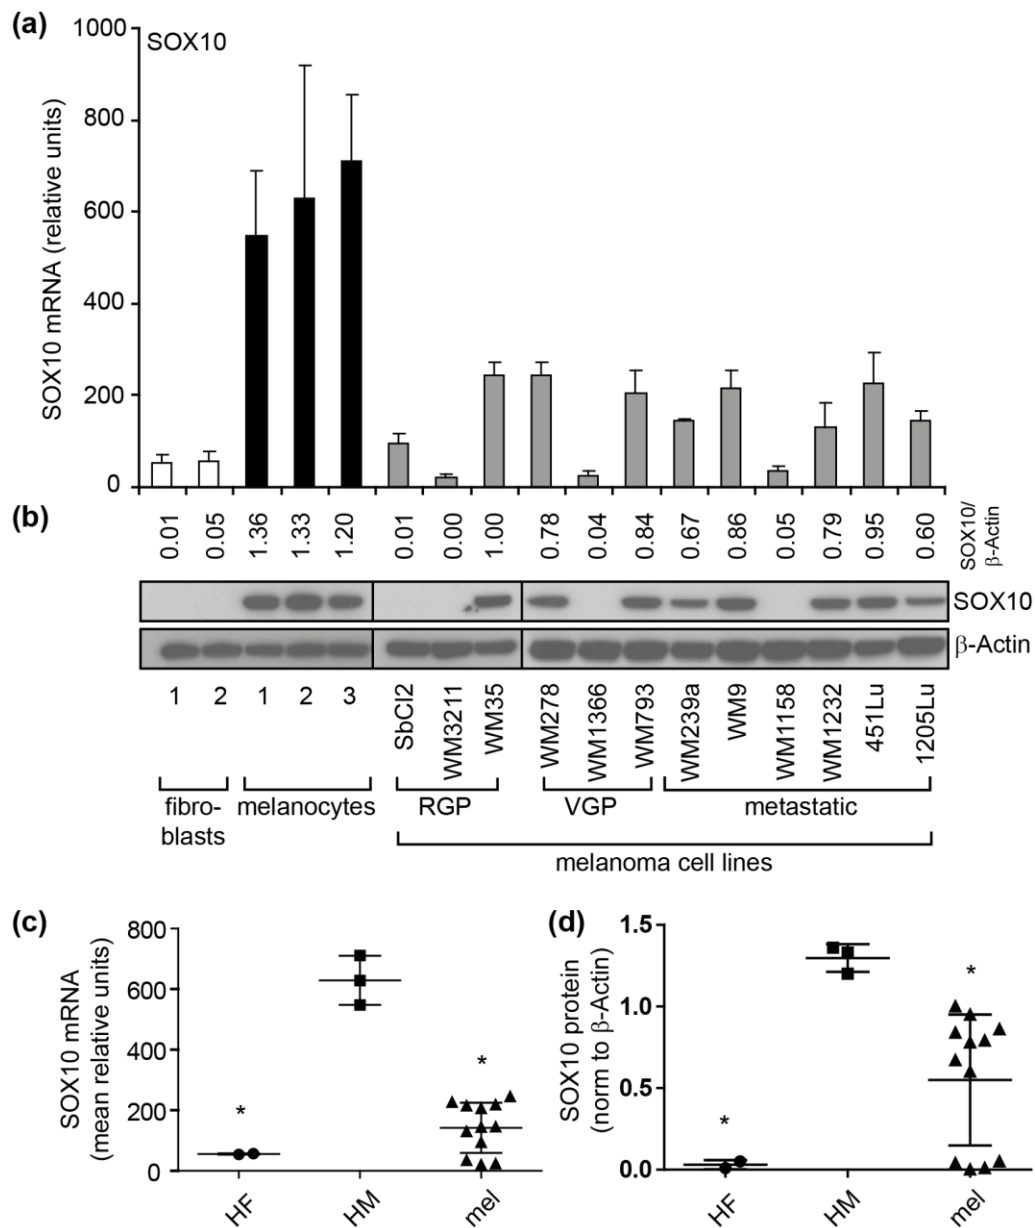 (a)
SOX10
SOX10 mRNA (relative units)
1000
800
600
400
200
0
(b)
0.01 0.05 1.36 1.33 1.20 0.01 0.00 1.00 0.78 0.04 0.84 0.67 0.86 0.05 0.79 0.95 0.60
SOX10/
β-Actin
SOX10
β-Actin
1 2 1 2 3 SbCl2 WM3211 WM35 WM278 WM1366 WM793 WM239a WM9 WM1158 WM1232 451Lu 1205Lu
fibro-
blasts
melanocytes RGP VGP metastatic
melanoma cell lines
(c)
SOX10 mRNA
(mean relative units)
800
600
400
200
0
*
*
HF HM mel
(d)
SOX10 protein
(norm to β-Actin)
1.5
1.0
0.5
0.0
*
*
HF HM mel